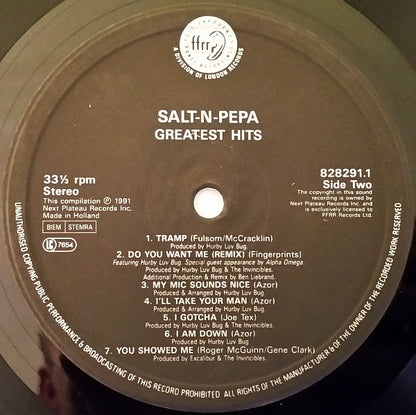 ffrr
A DIVISION OF LONDON RECORDS
SALT-N-PEPA
GREATEST HITS
33⅓ rpm
Stereo
This compilation ℗ 1991
Next Plateau Records Inc.
Made in Holland
BIEM STEMRA
LC 7654
828291.1
Side Two
The copyright in this sound
recording is owned by
Next Plateau Records Inc. and
is exclusively licensed to
FFRR Records Ltd.
1. TRAMP (Fulsom/McCracklin)
Produced by Hurby Luv Bug.
2. DO YOU WANT ME (REMIX) (Fingerprints)
Featuring Hurby Luv Bug. Special guest appearance by Alpha Omega.
Produced by Hurby Luv Bug & The Invincibles.
Additional Production & Remix by Ben Liebrand.
3. MY MIC SOUNDS NICE (Azor)
Produced & Arranged by Hurby Luv Bug.
4. I'LL TAKE YOUR MAN (Azor)
Produced & Arranged by Hurby Luv Bug.
5. I GOTCHA (Joe Tex)
Produced by Hurby Luv Bug & The Invincibles.
6. I AM DOWN (Azor)
Produced by Hurby Luv Bug
7. YOU SHOWED ME (Roger McGuinn/Gene Clark)
Produced by Excalibur & The Invincibles.
UNAUTHORISED COPYING PUBLIC PERFORMANCE & BROADCASTING OF THIS RECORD PROHIBITED ALL RIGHTS OF THE MANUFACTURER & OF THE OWNER OF THE RECORDED WORK RESERVED